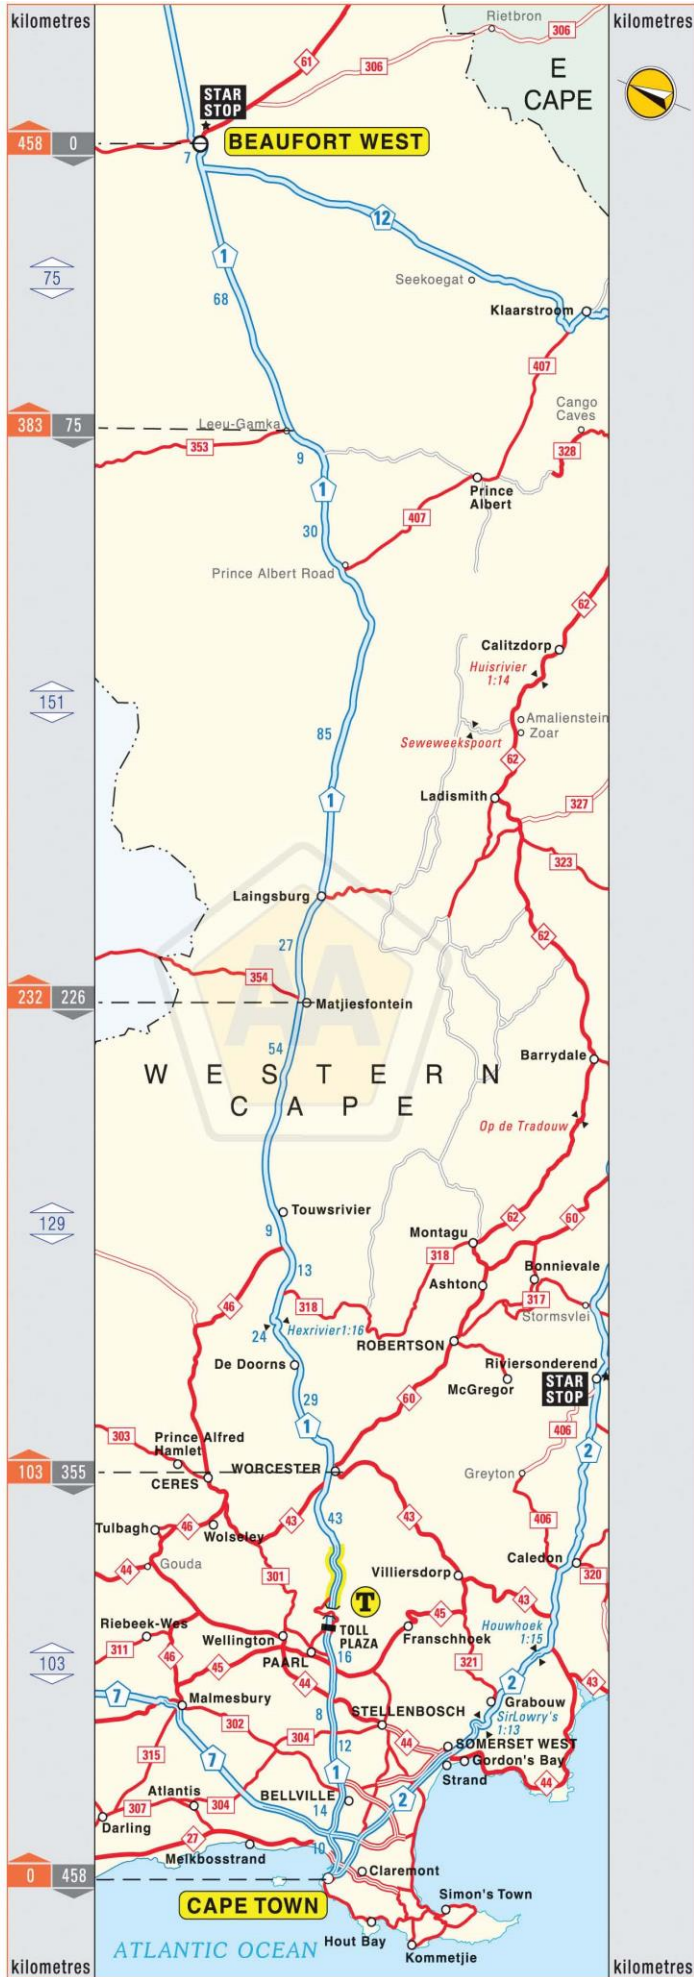 kilometres
kilometres
Rietbron
306
61
306
E
CAPE
STAR
STOP
458
0
BEAUFORT WEST
7
12
1
75
68
Seekoegat
Klaarstroom
407
Cango
Caves
383
75
Leeu-Gamka
353
9
328
1
Prince
Albert
30
407
Prince Albert Road
62
Calitzdorp
Huisrivier
1:14
151
Amalienstein
Zoar
85
Seweweekspoort
62
1
Ladismith
327
323
Laingsburg
AA
27
62
354
232
226
Matjiesfontein
54
Barrydale
WESTERN
CAPE
Op de Tradouw
Touwsrivier
129
9
62
60
Montagu
318
13
Bonnievale
Ashton
46
318
317
Stormsvlei
24
Hexrivier1:16
ROBERTSON
De Doorns
Riviersonderend
STAR
STOP
McGregor
29
60
1
406
2
303
Prince Alfred
Hamlet
103
355
WORCESTER
CERES
Greyton
43
43
43
406
Tulbagh
46
Wolseley
44
Gouda
Caledon
320
301
Villiersdorp
43
T
45
Riebeek-Wes
TOLL
PLAZA
Franschhoek
Houwhoek
1:15
311
Wellington
46
PAARL
16
321
103
45
44
43
7
2
Malmesbury
Grabouw
8
STELLENBOSCH
SirLowry's
1:13
302
304
44
12
SOMERSET WEST
315
7
Gordon's Bay
Strand
1
44
Atlantis
BELLVILLE
2
307
304
14
Darling
27
10
Melkbosstrand
0
458
2
Claremont
CAPE TOWN
Simon's Town
Hout Bay
ATLANTIC OCEAN
Kommetjie
kilometres
kilometres